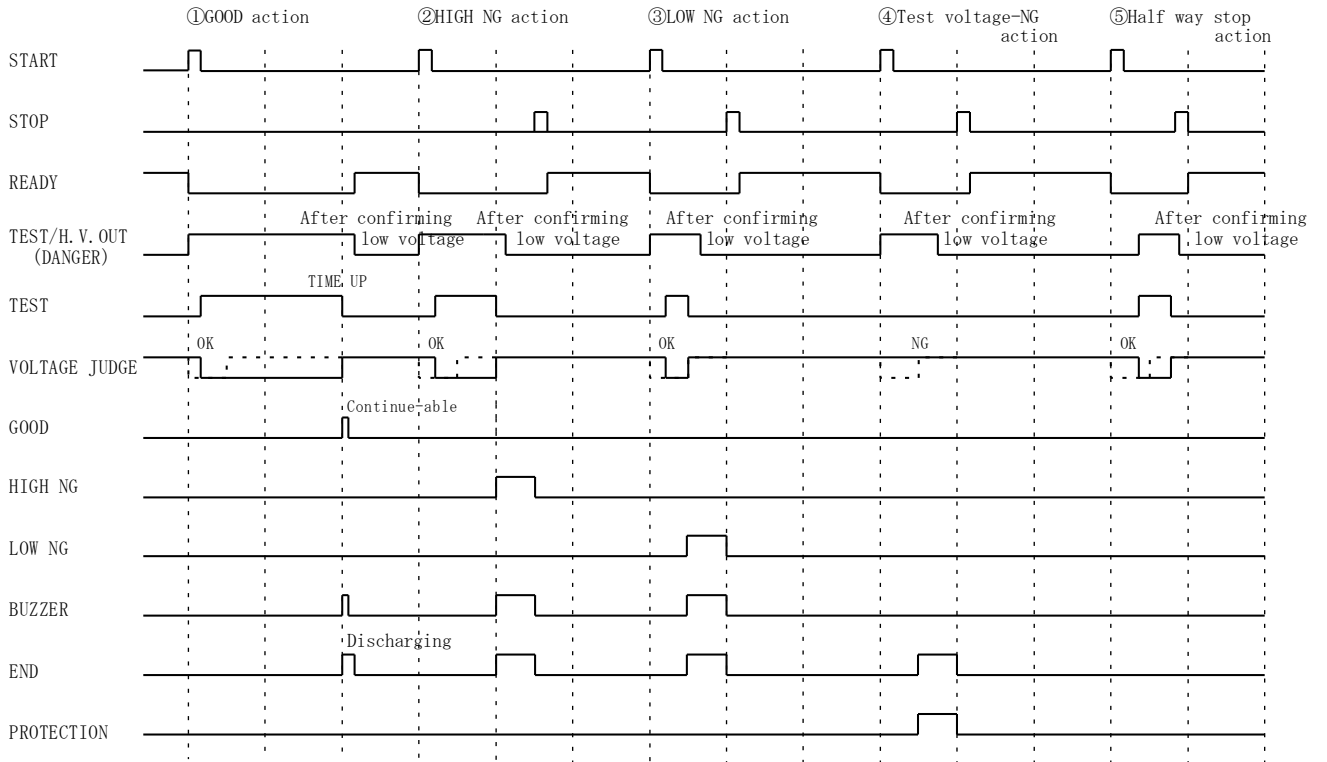 ①GOOD action ②HIGH NG action ③LOW NG action ④Test voltage-NG action ⑤Half way stop action
START
STOP
READY
After confirming low voltage After confirming low voltage After confirming low voltage After confirming low voltage After confirming low voltage
TEST/H.V.OUT
(DANGER)
TIME UP
TEST
OK OK OK NG OK
VOLTAGE JUDGE
Continue-able
GOOD
HIGH NG
LOW NG
BUZZER
Discharging
END
PROTECTION